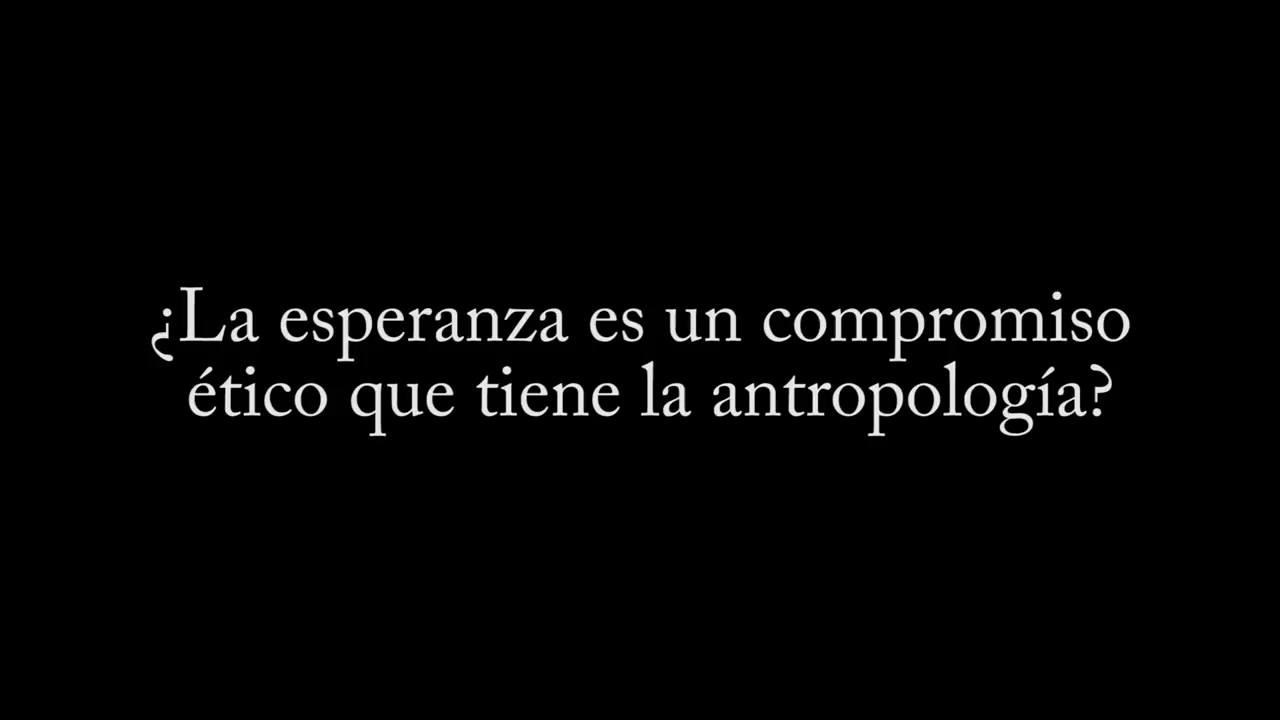 ¿La esperanza es un compromiso
ético que tiene la antropología?